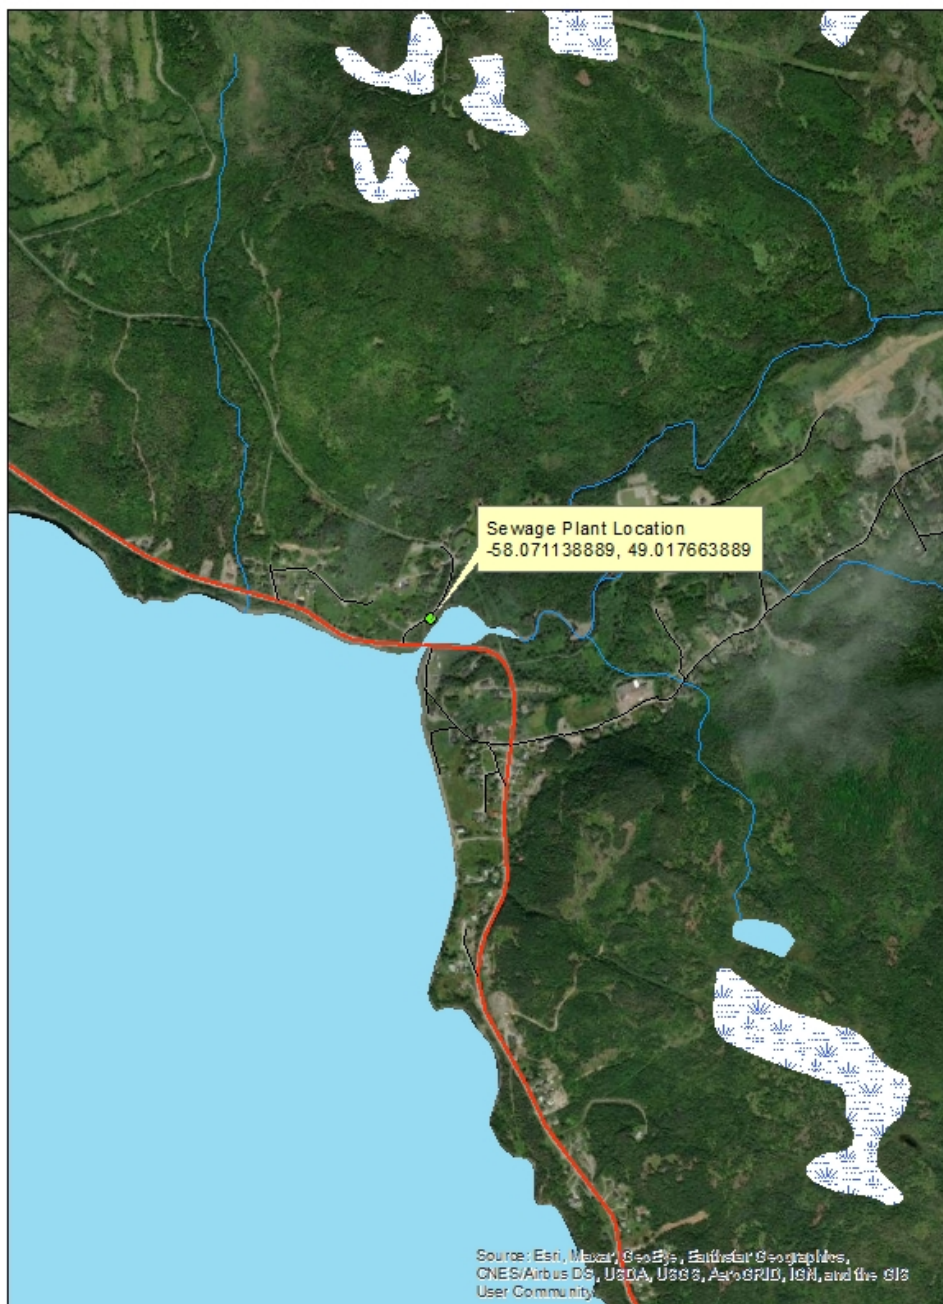 Sewage Plant Location
-58.071138889, 49.017663889
Source: Esri, Maxar, GeoEye, Earthstar Geographics,
CNES/Airbus DS, USDA, USGS, AeroGRID, IGN, and the GIS
User Community